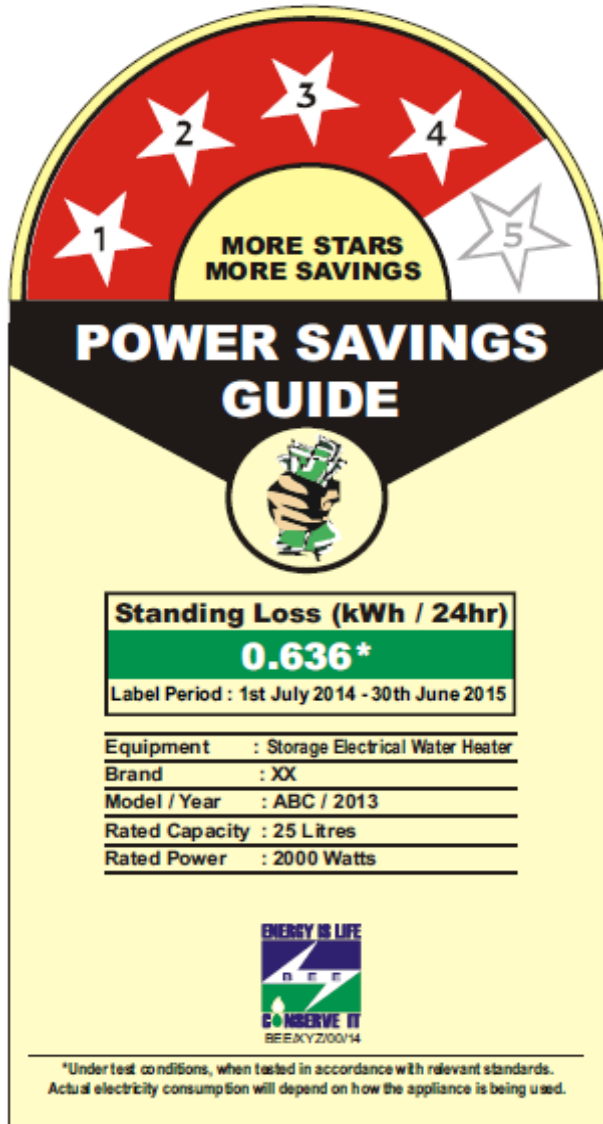 1
2
3
4
5
MORE STARS
MORE SAVINGS
POWER SAVINGS
GUIDE
Standing Loss (kWh / 24hr)
0.636*
Label Period : 1st July 2014 - 30th June 2015
Equipment : Storage Electrical Water Heater
Brand : XX
Model / Year : ABC / 2013
Rated Capacity : 25 Litres
Rated Power : 2000 Watts
ENERGY IS LIFE
BEE
CONSERVE IT
BEE/XYZ/00/14
*Under test conditions, when tested in accordance with relevant standards.
Actual electricity consumption will depend on how the appliance is being used.